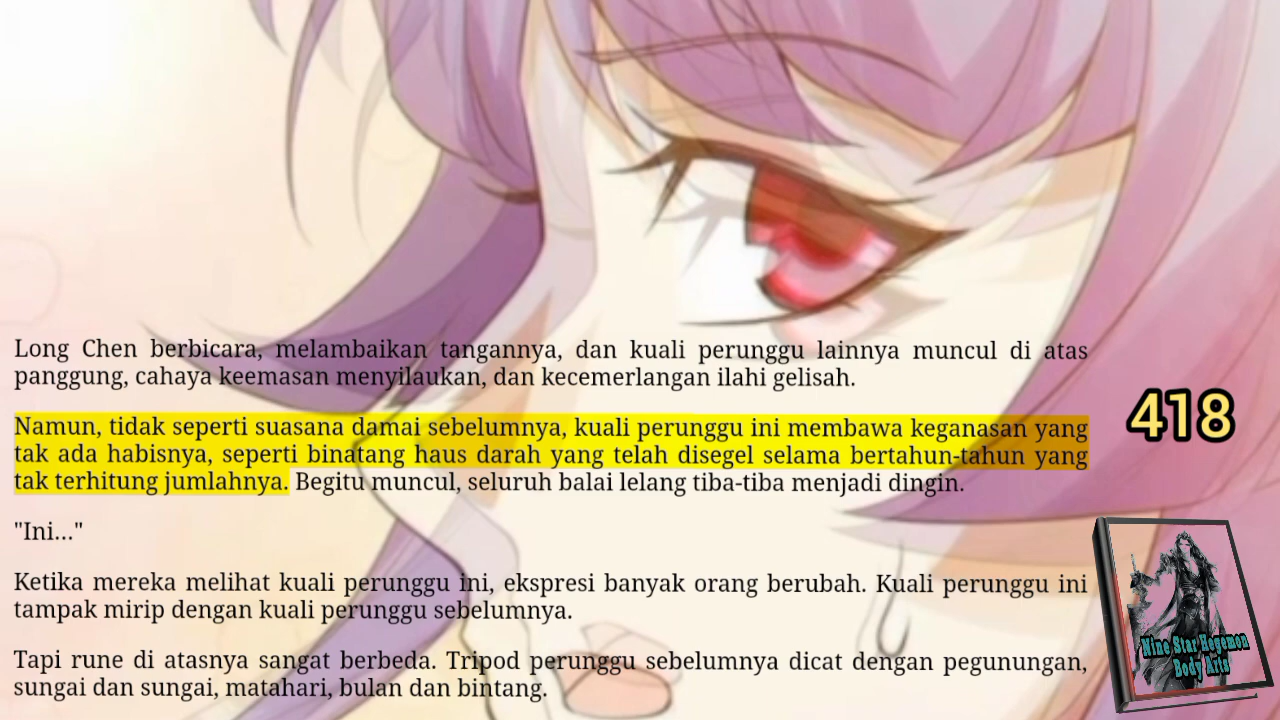 Long Chen berbicara, melambaikan tangannya, dan kuali perunggu lainnya muncul di atas
panggung, cahaya keemasan menyilaukan, dan kecemerlangan ilahi gelisah.
Namun, tidak seperti suasana damai sebelumnya, kuali perunggu ini membawa keganasan yang
tak ada habisnya, seperti binatang haus darah yang telah disegel selama bertahun-tahun yang
tak terhitung jumlahnya. Begitu muncul, seluruh balai lelang tiba-tiba menjadi dingin.
"Ini..."
Ketika mereka melihat kuali perunggu ini, ekspresi banyak orang berubah. Kuali perunggu ini
tampak mirip dengan kuali perunggu sebelumnya.
Tapi rune di atasnya sangat berbeda. Tripod perunggu sebelumnya dicat dengan pegunungan,
sungai dan sungai, matahari, bulan dan bintang.
418
Nine Star Hegemon
Body Arts